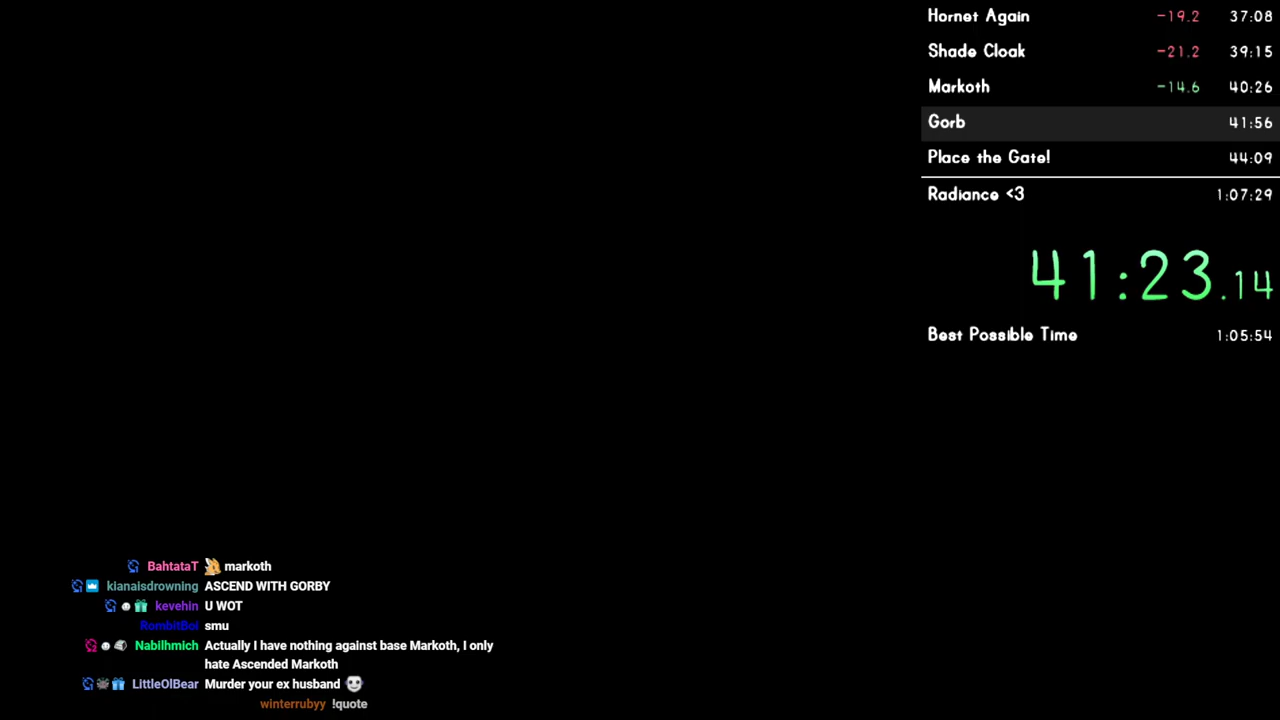 Hornet Again −19.2 37:08
Shade Cloak −21.2 39:15
Markoth −14.6 40:26
Gorb 41:56
Place the Gate! 44:09
Radiance <3 1:07:29
41:23.14
Best Possible Time 1:05:54
BahtataT markoth
kianaisdrowning ASCEND WITH GORBY
kevehin U WOT
RombitBoi smu
Nabilhmich Actually I have nothing against base Markoth, I only
hate Ascended Markoth
LittleOlBear Murder your ex husband
winterrubyy !quote